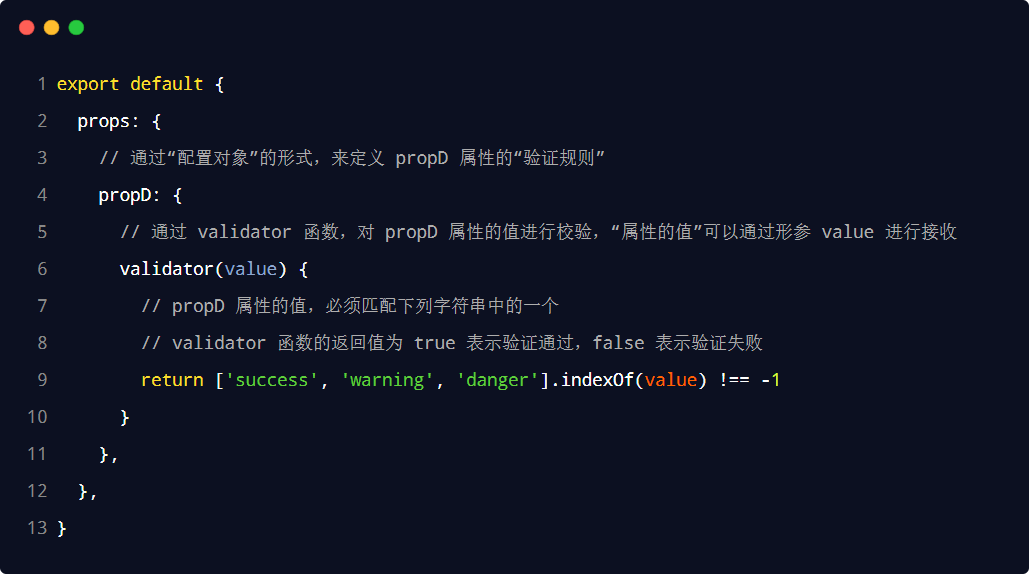 1 export default {
2   props: {
3     // 通过“配置对象”的形式，来定义 propD 属性的“验证规则”
4     propD: {
5       // 通过 validator 函数，对 propD 属性的值进行校验，“属性的值”可以通过形参 value 进行接收
6       validator(value) {
7         // propD 属性的值，必须匹配下列字符串中的一个
8         // validator 函数的返回值为 true 表示验证通过，false 表示验证失败
9         return ['success', 'warning', 'danger'].indexOf(value) !== -1
10       }
11     },
12   },
13 }